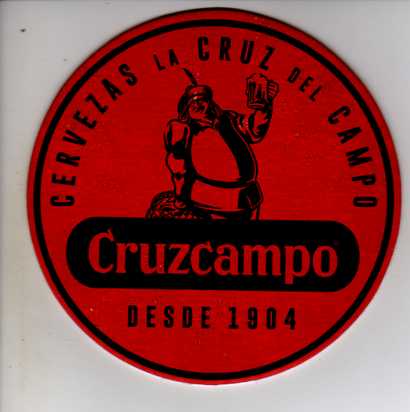 CERVEZAS LA CRUZ DEL CAMPO
Cruzcampo
DESDE 1904